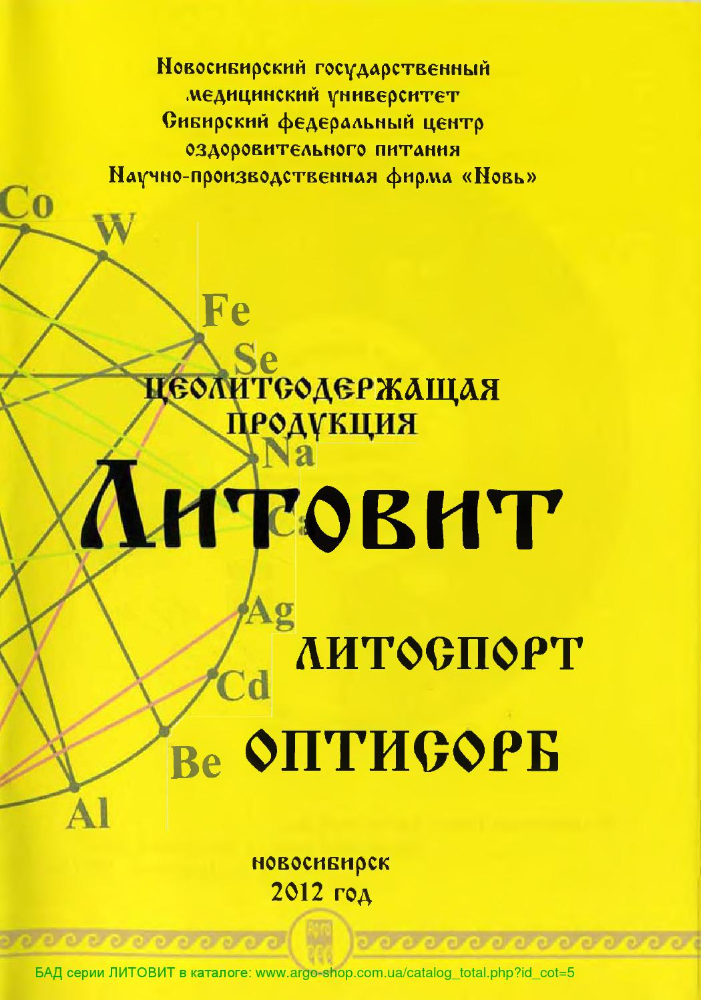 Новосибирский государственный
медицинский университет
Сибирский федеральный центр
оздоровительного питания
Научно-производственная фирма «Новь»
Co
W
Fe
Se
цеолитсодержащая
продукция
Na
Литовит
Ca
Ag
литоспорт
Cd
оптисорб
Be
Al
новосибирск
2012 год
БАД серии ЛИТОВИТ в каталоге: www.argo-shop.com.ua/catalog_total.php?id_cot=5